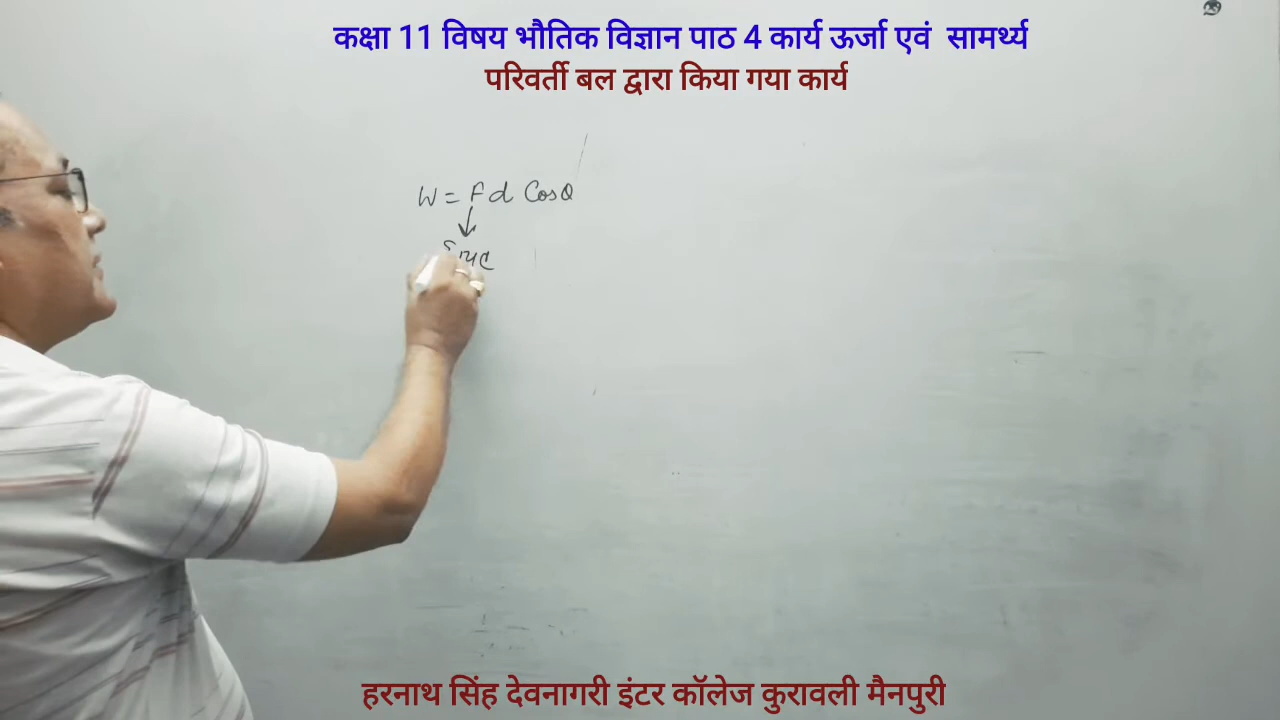 कक्षा 11 विषय भौतिक विज्ञान पाठ 4 कार्य ऊर्जा एवं सामर्थ्य
परिवर्ती बल द्वारा किया गया कार्य
W = F d Cosθ
हरनाथ सिंह देवनागरी इंटर कॉलेज कुरावली मैनपुरी